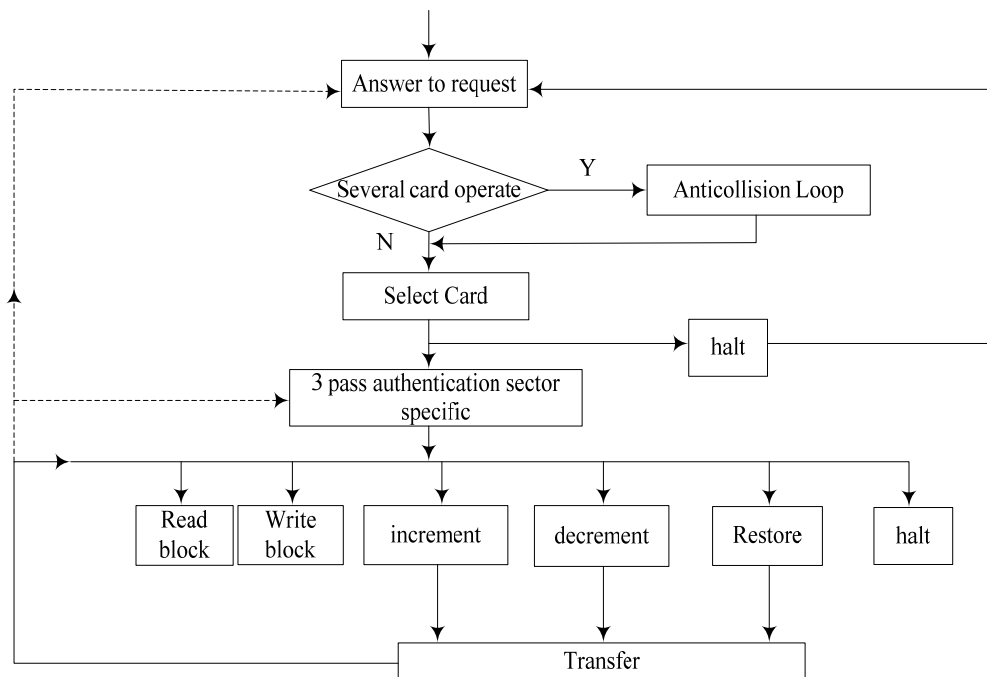 Answer to request
Several card operate
Y
Anticollision Loop
N
Select Card
halt
3 pass authentication sector
specific
Read
block
Write
block
increment
decrement
Restore
halt
Transfer